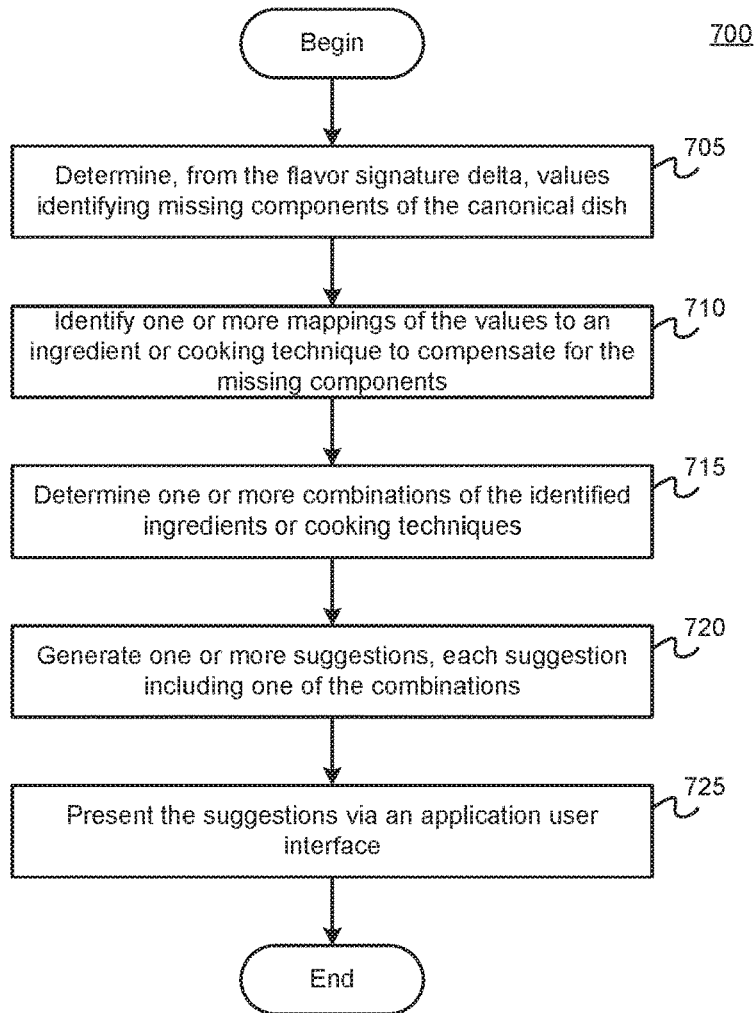 Begin
700
705
Determine, from the flavor signature delta, values
identifying missing components of the canonical dish
710
Identify one or more mappings of the values to an
ingredient or cooking technique to compensate for the
missing components
715
Determine one or more combinations of the identified
ingredients or cooking techniques
720
Generate one or more suggestions, each suggestion
including one of the combinations
725
Present the suggestions via an application user
interface
End